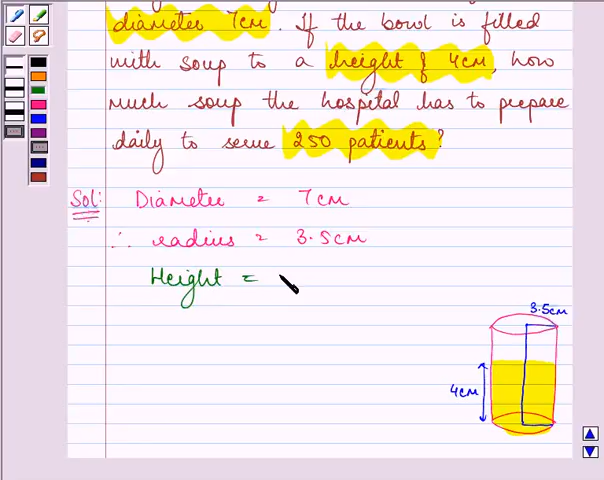 diameter 7cm. If the bowl is filled
with soup to a height of 4cm, how
much soup the hospital has to prepare
daily to serve 250 patients?
Sol: Diameter = 7cm
∴ radius = 3.5cm
Height =
3.5cm
4cm